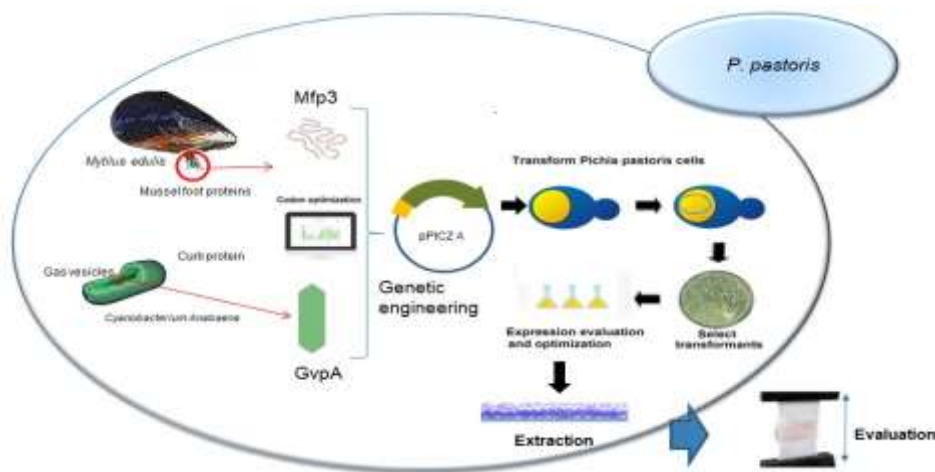 P. pastoris
Mfp3
Mytilus edulis
Mussel foot proteins
Transform Pichia pastoris cells
Codon optimization
pPICZ A
Curli protein
Gas vesicles
Genetic
engineering
Cyanobacterium Anabaena
GvpA
Expression evaluation
and optimization
Select
transformants
Extraction
Evaluation